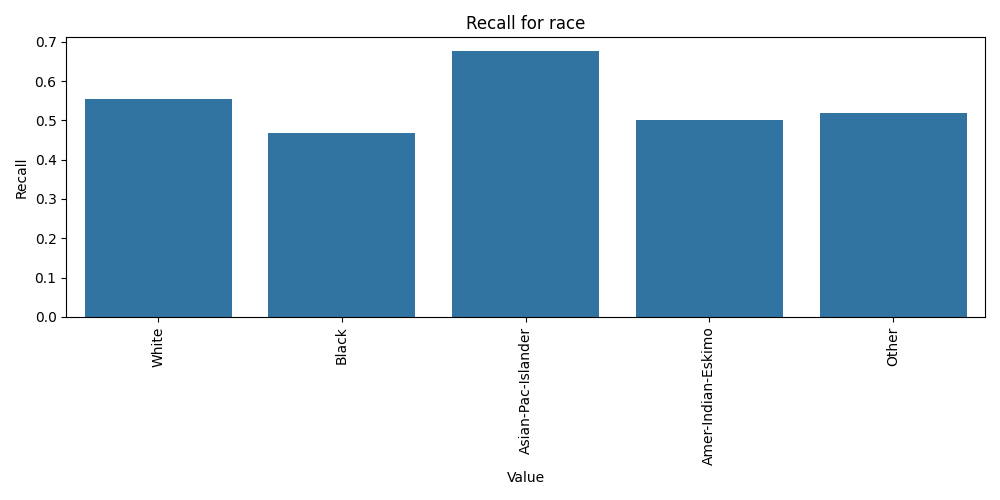 Recall for race
Recall
0.7
0.6
0.5
0.4
0.3
0.2
0.1
0.0
White
Black
Asian-Pac-Islander
Amer-Indian-Eskimo
Other
Value